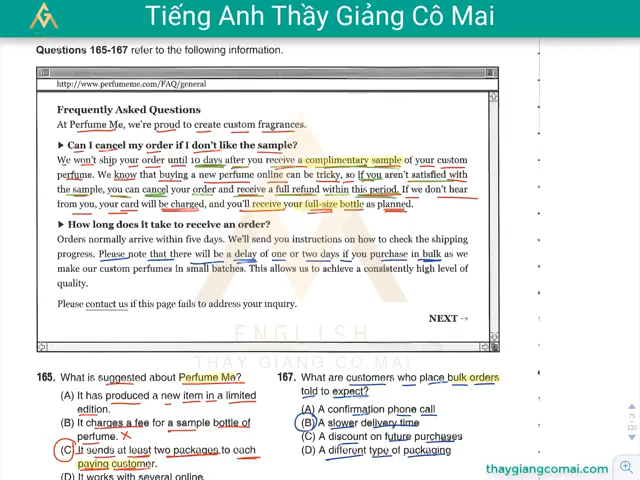 Tiếng Anh Thầy Giảng Cô Mai
Questions 165-167 refer to the following information.
http://www.perfumeme.com/FAQ/general
Frequently Asked Questions
At Perfume Me, we're proud to create custom fragrances.
▶ Can I cancel my order if I don't like the sample?
We won't ship your order until 10 days after you receive a complimentary sample of your custom
perfume. We know that buying a new perfume online can be tricky, so if you aren't satisfied with
the sample, you can cancel your order and receive a full refund within this period. If we don't hear
from you, your card will be charged, and you'll receive your full-size bottle as planned.
▶ How long does it take to receive an order?
Orders normally arrive within five days. We'll send you instructions on how to check the shipping
progress. Please note that there will be a delay of one or two days if you purchase in bulk as we
make our custom perfumes in small batches. This allows us to achieve a consistently high level of
quality.
Please contact us if this page fails to address your inquiry.
NEXT →
ENGLISH
THẦY GIẢNG CÔ MAI
165. What is suggested about Perfume Me?
(A) It has produced a new item in a limited
edition.
(B) It charges a fee for a sample bottle of
perfume. X
(C) It sends at least two packages to each
paying customer.
(D) It works with several online
167. What are customers who place bulk orders
told to expect?
(A) A confirmation phone call
(B) A slower delivery time
(C) A discount on future purchases
(D) A different type of packaging
75
220
thaygiangcomai.com